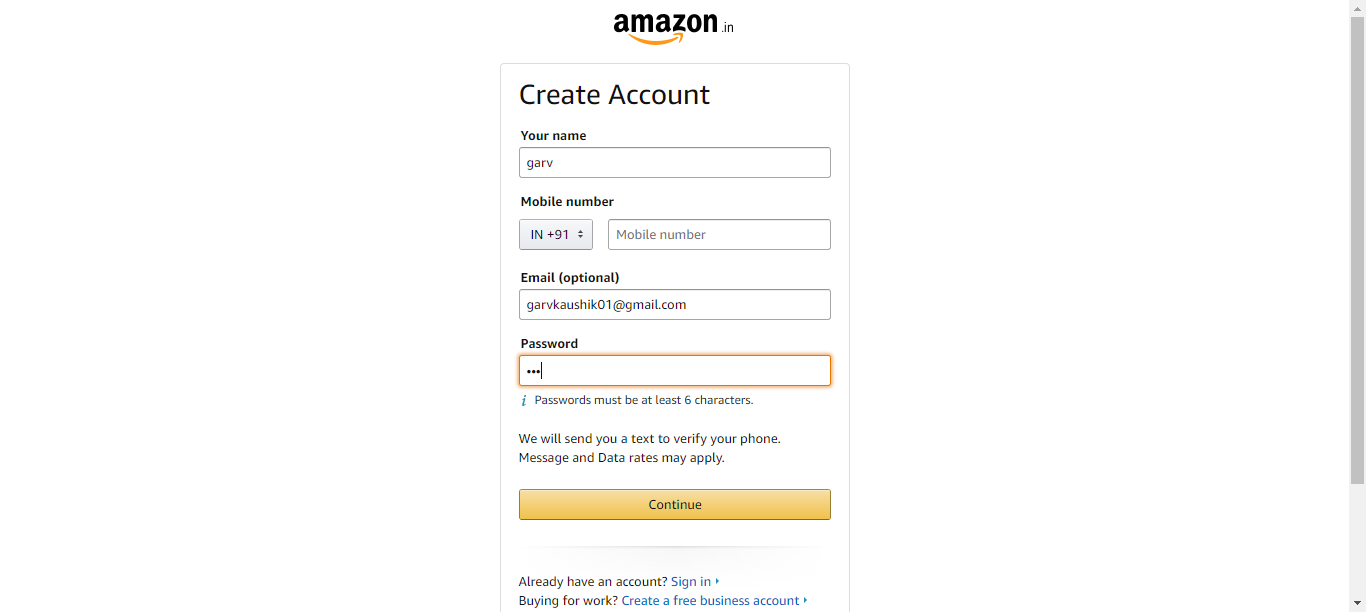 amazon.in
Create Account
Your name
garv
Mobile number
IN +91 Mobile number
Email (optional)
garvkaushik01@gmail.com
Password
•••
i Passwords must be at least 6 characters.
We will send you a text to verify your phone.
Message and Data rates may apply.
Continue
Already have an account? Sign in
Buying for work? Create a free business account